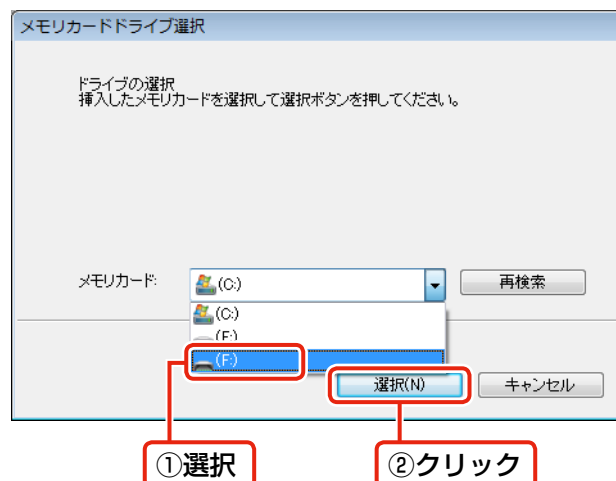 メモリカードドライブ選択
ドライブの選択
挿入したメモリカードを選択して選択ボタンを押してください。
メモリカード: (C:) 再検索
(C:)
(E:)
(F:)
選択(N) キャンセル
①選択 ②クリック